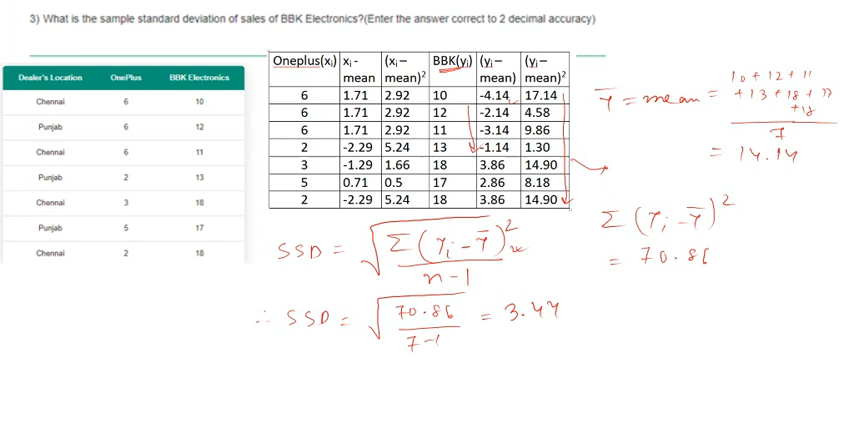 3) What is the sample standard deviation of sales of BBK Electronics?(Enter the answer correct to 2 decimal accuracy)
Dealer's Location OnePlus BBK Electronics
Chennai 6 10
Punjab 6 12
Chennai 6 11
Punjab 2 13
Chennai 3 18
Punjab 5 17
Chennai 2 18
Oneplus(xᵢ) xᵢ - mean (xᵢ – mean)² BBK(yᵢ) (yᵢ – mean) (yᵢ – mean)²
6 1.71 2.92 10 -4.14 17.14
6 1.71 2.92 12 -2.14 4.58
6 1.71 2.92 11 -3.14 9.86
2 -2.29 5.24 13 -1.14 1.30
3 -1.29 1.66 18 3.86 14.90
5 0.71 0.5 17 2.86 8.18
2 -2.29 5.24 18 3.86 14.90
Ȳ = mean = (10 + 12 + 11 + 13 + 18 + 17 + 18) / 7
= 14.14
Σ (Yᵢ - Ȳ)²
= 70.86
SSD = √(Σ (Yᵢ - Ȳ)² / n - 1)
∴ SSD = √(70.86 / 7-1) = 3.44